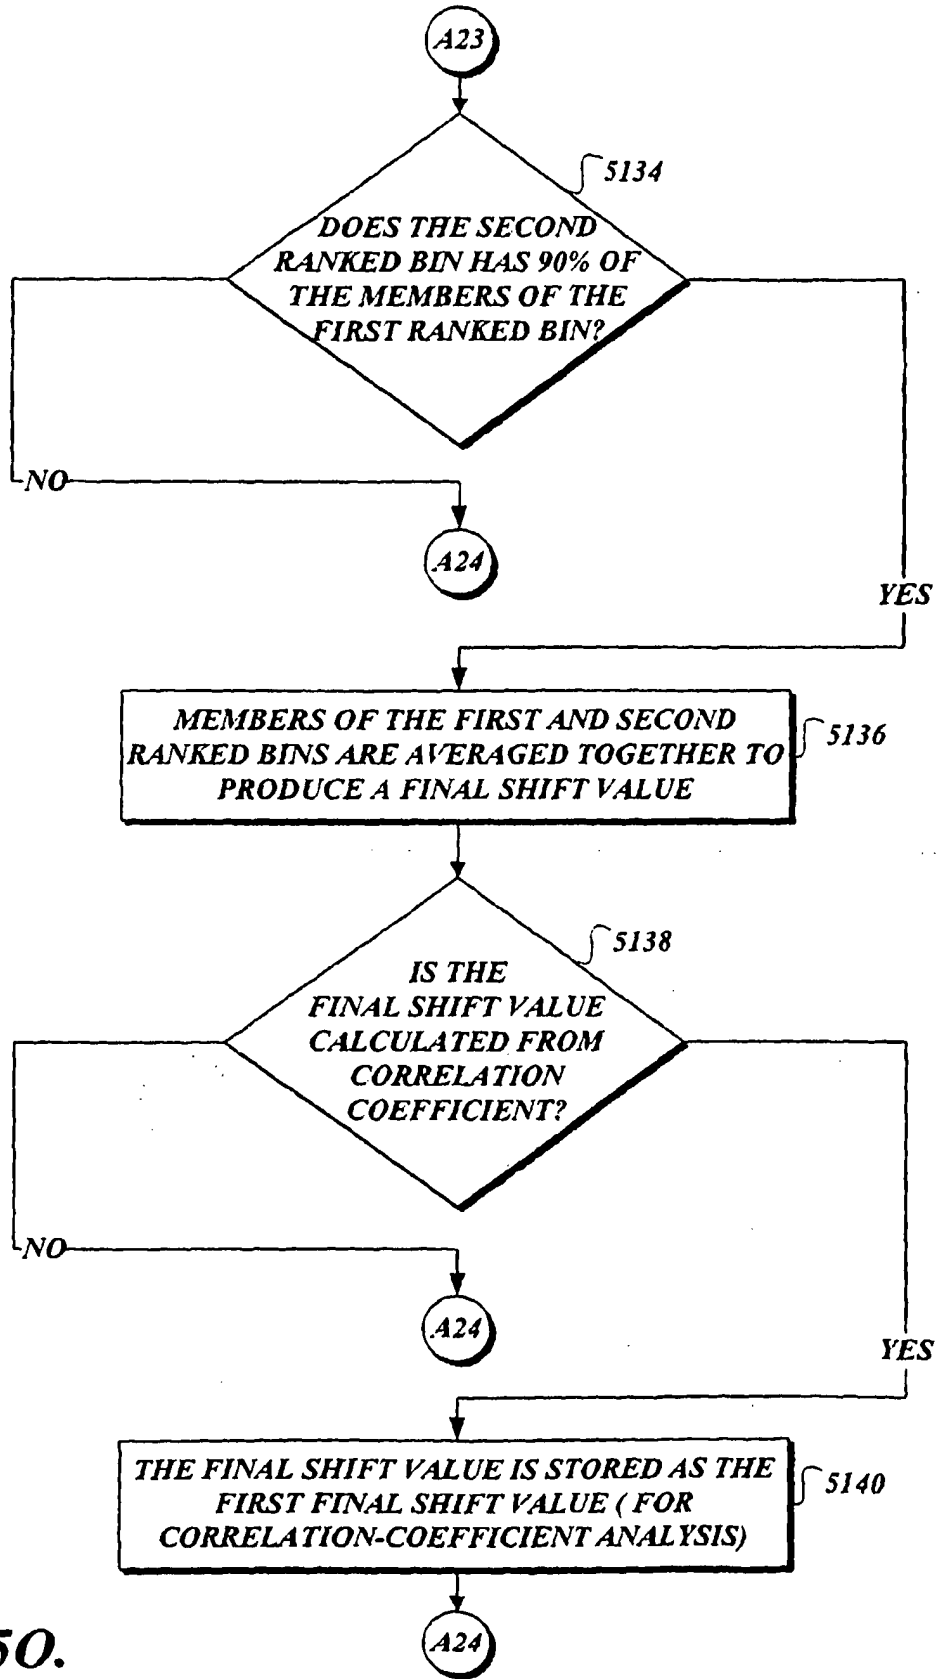 A23
5134
DOES THE SECOND
RANKED BIN HAS 90% OF
THE MEMBERS OF THE
FIRST RANKED BIN?
NO
A24
YES
MEMBERS OF THE FIRST AND SECOND
RANKED BINS ARE AVERAGED TOGETHER TO
PRODUCE A FINAL SHIFT VALUE
5136
5138
IS THE
FINAL SHIFT VALUE
CALCULATED FROM
CORRELATION
COEFFICIENT?
NO
A24
YES
THE FINAL SHIFT VALUE IS STORED AS THE
FIRST FINAL SHIFT VALUE ( FOR
CORRELATION-COEFFICIENT ANALYSIS)
5140
A24